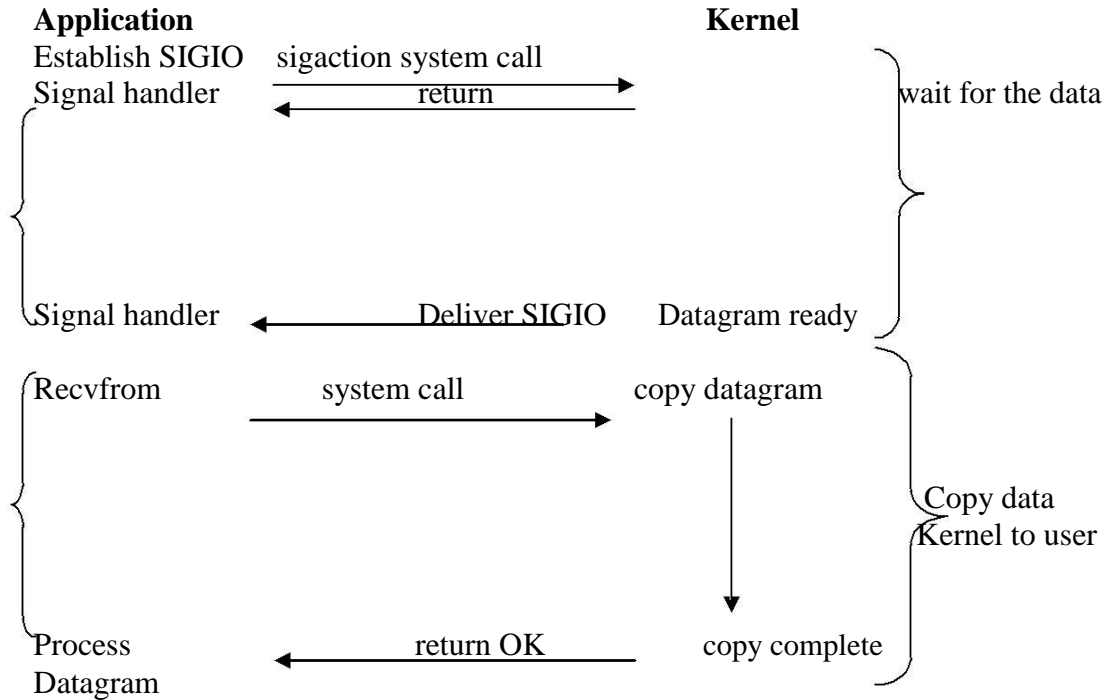 Application Kernel
Establish SIGIO sigaction system call
Signal handler return wait for the data
Signal handler Deliver SIGIO Datagram ready
Recvfrom system call copy datagram
Copy data
Kernel to user
Process return OK copy complete
Datagram